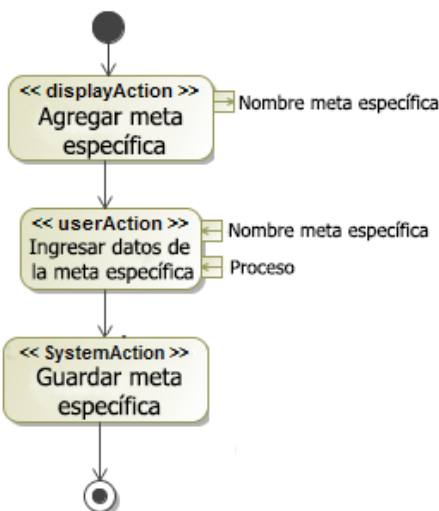 << displayAction >>
Agregar meta
específica
Nombre meta específica
<< userAction >>
Ingresar datos de
la meta específica
Nombre meta específica
Proceso
<< SystemAction >>
Guardar meta
específica